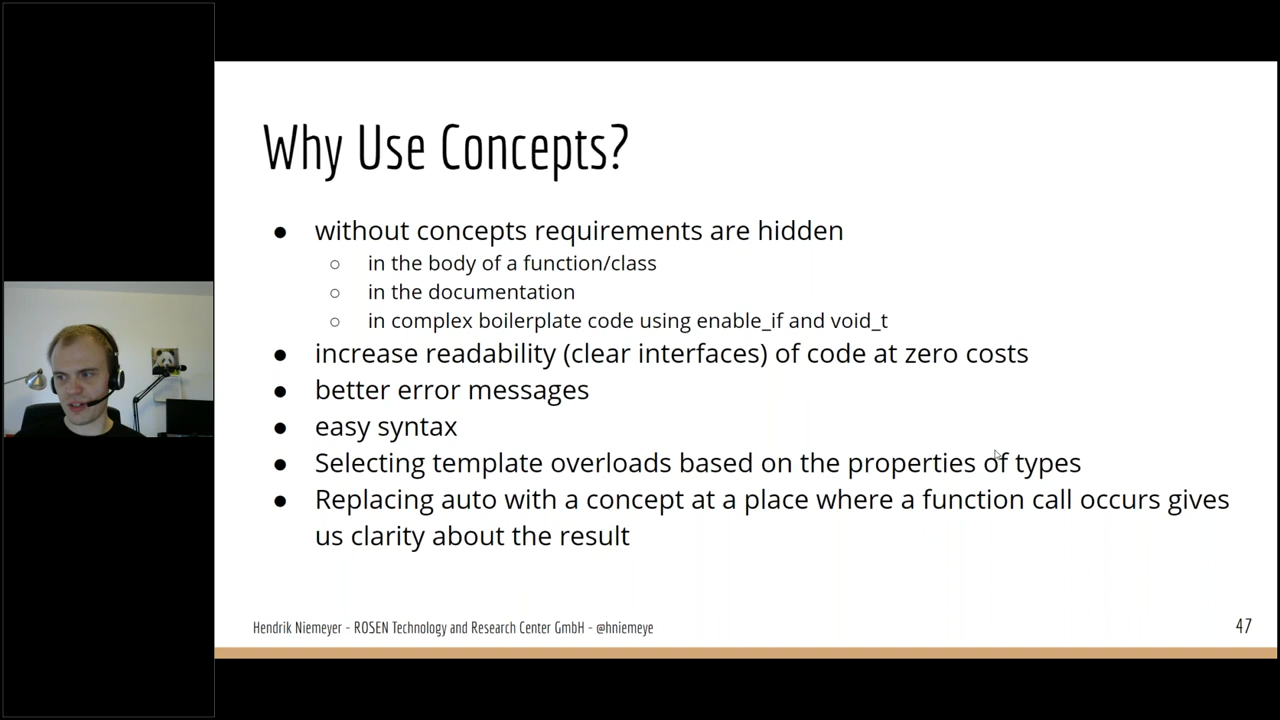 Why Use Concepts?
● without concepts requirements are hidden
○ in the body of a function/class
○ in the documentation
○ in complex boilerplate code using enable_if and void_t
● increase readability (clear interfaces) of code at zero costs
● better error messages
● easy syntax
● Selecting template overloads based on the properties of types
● Replacing auto with a concept at a place where a function call occurs gives
us clarity about the result
Hendrik Niemeyer - ROSEN Technology and Research Center GmbH - @hniemeye
47